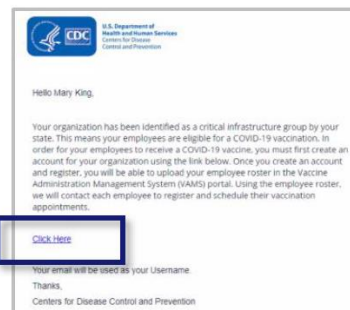 CDC
U.S. Department of
Health and Human Services
Centers for Disease
Control and Prevention
Hello Mary King,
Your organization has been identified as a critical infrastructure group by your
state. This means your employees are eligible for a COVID-19 vaccination. In
order for your employees to receive a COVID-19 vaccine, you must first create an
account for your organization using the link below. Once you create an account
and register, you will be able to upload your employee roster in the Vaccine
Administration Management System (VAMS) portal. Using the employee roster,
we will contact each employee to register and schedule their vaccination
appointments.
Click Here
Your email will be used as your Username.
Thanks,
Centers for Disease Control and Prevention